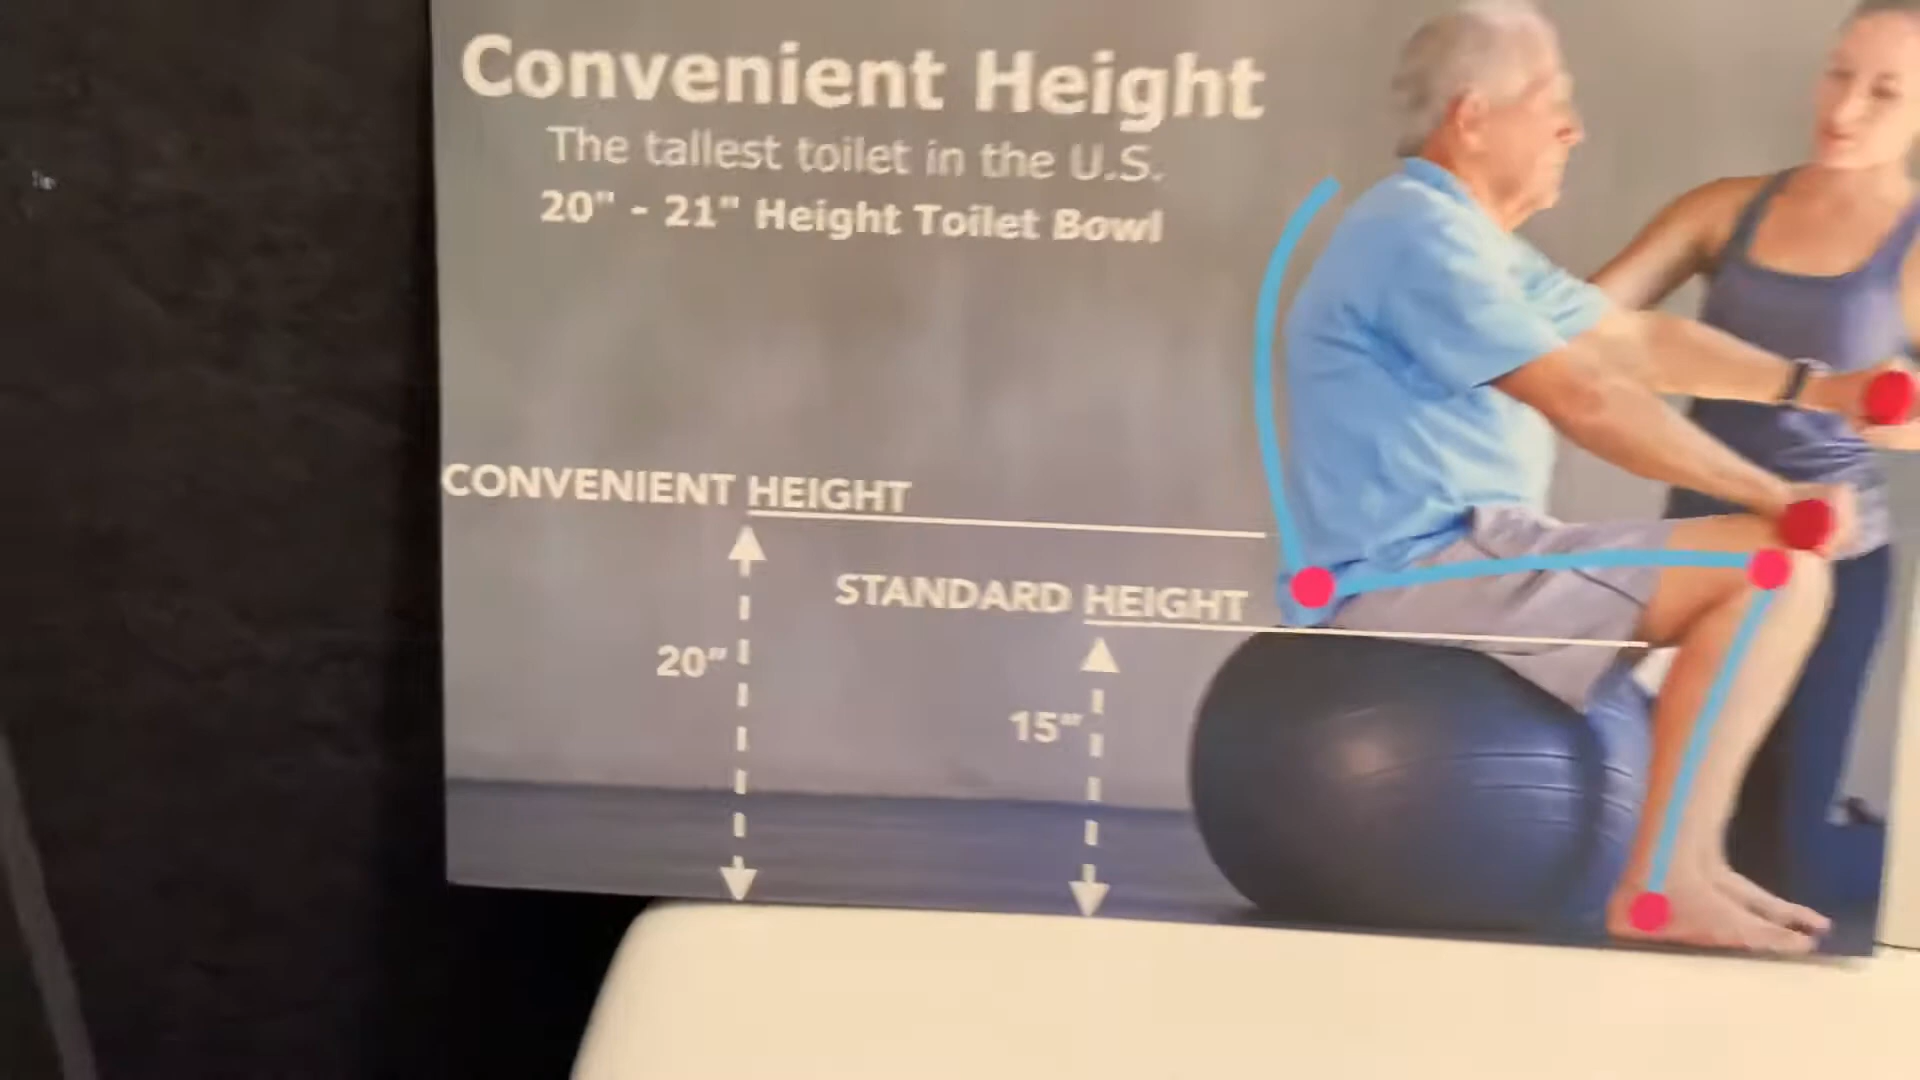 Convenient Height
The tallest toilet in the U.S.
20" - 21" Height Toilet Bowl
CONVENIENT HEIGHT
STANDARD HEIGHT
20"
15"